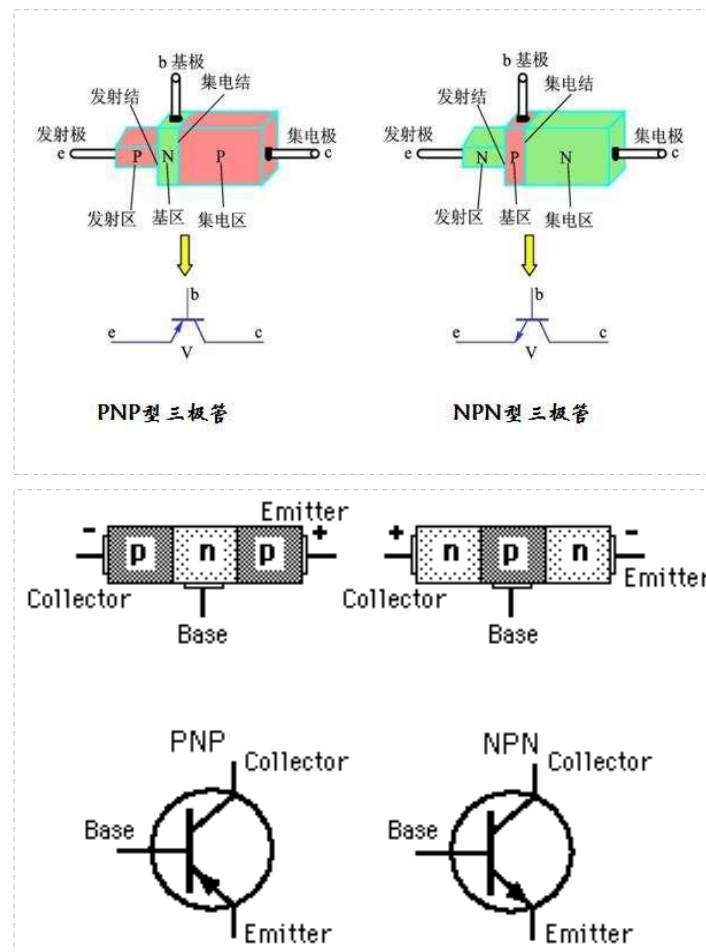 b 基极
b 基极
发射结
集电结
发射结
集电结
发射极
集电极
发射极
集电极
e
P
N
P
c
e
N
P
N
c
发射区
基区
集电区
发射区
基区
集电区
b
b
e
c
e
c
V
V
PNP型三极管
NPN型三极管
Emitter
-
+
+
-
p
n
p
n
p
n
Collector
Collector
Emitter
Base
Base
PNP
NPN
Collector
Collector
Base
Base
Emitter
Emitter